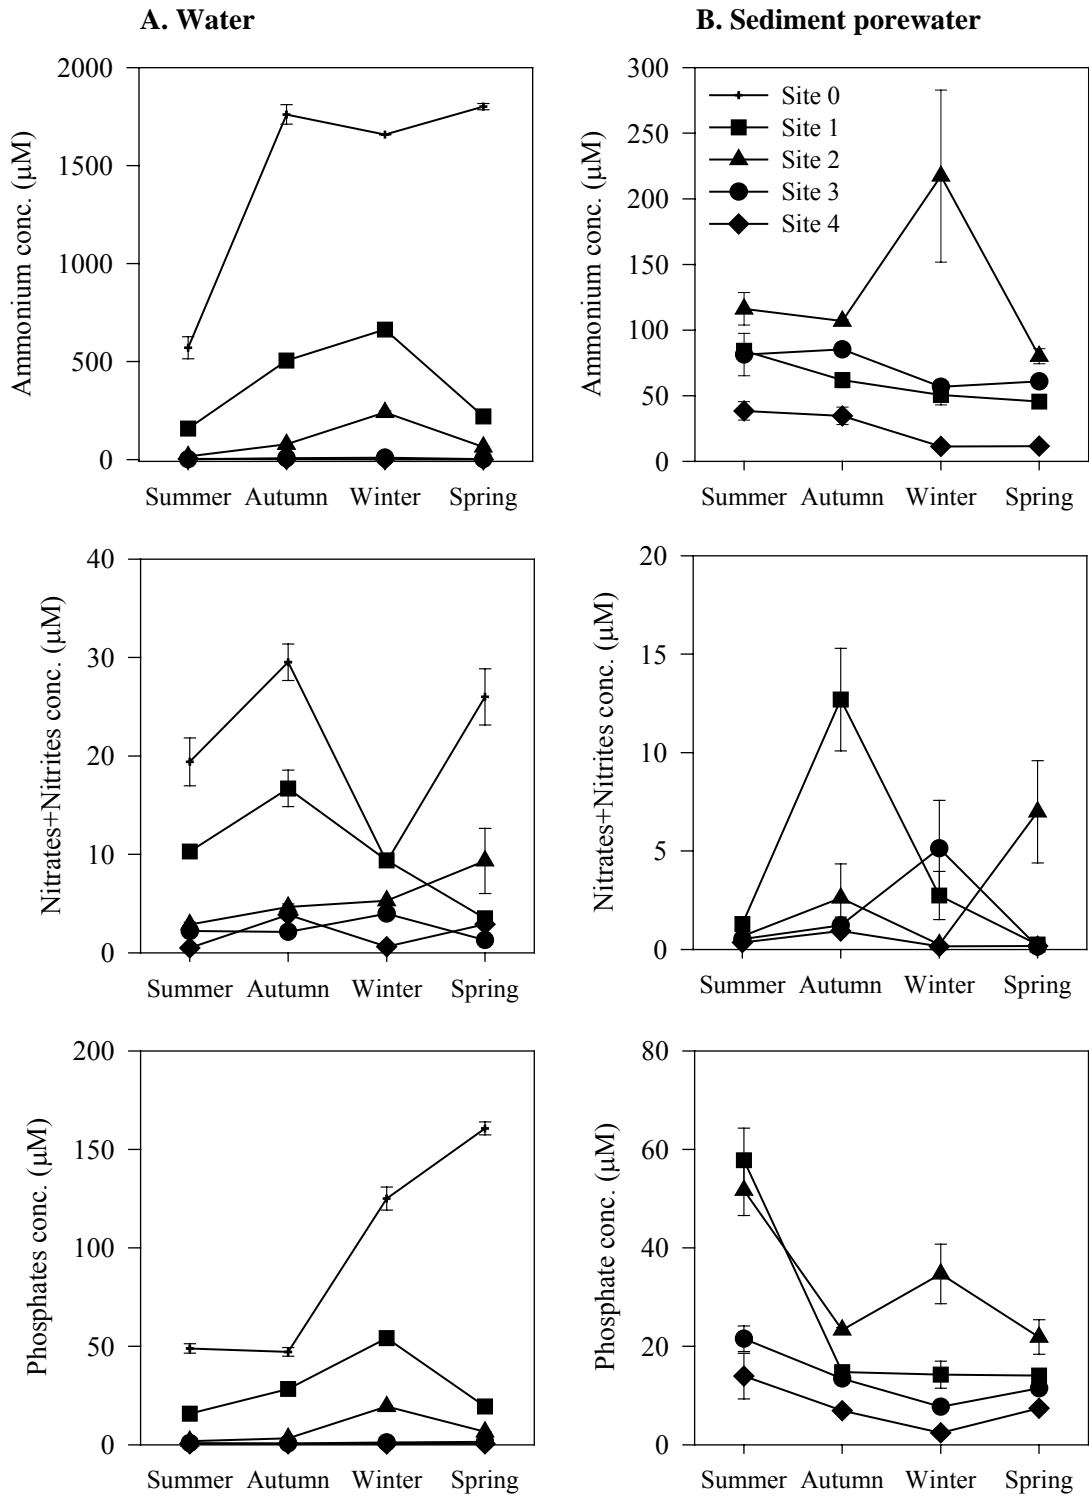 A. Water
B. Sediment porewater
Ammonium conc. (μM)
2000
1500
1000
500
0
Summer Autumn Winter Spring
Ammonium conc. (μM)
300
250
200
150
100
50
0
Site 0
Site 1
Site 2
Site 3
Site 4
Summer Autumn Winter Spring
Nitrates+Nitrites conc. (μM)
40
30
20
10
0
Summer Autumn Winter Spring
Nitrates+Nitrites conc. (μM)
20
15
10
5
0
Summer Autumn Winter Spring
Phosphates conc. (μM)
200
150
100
50
0
Summer Autumn Winter Spring
Phosphate conc. (μM)
80
60
40
20
0
Summer Autumn Winter Spring